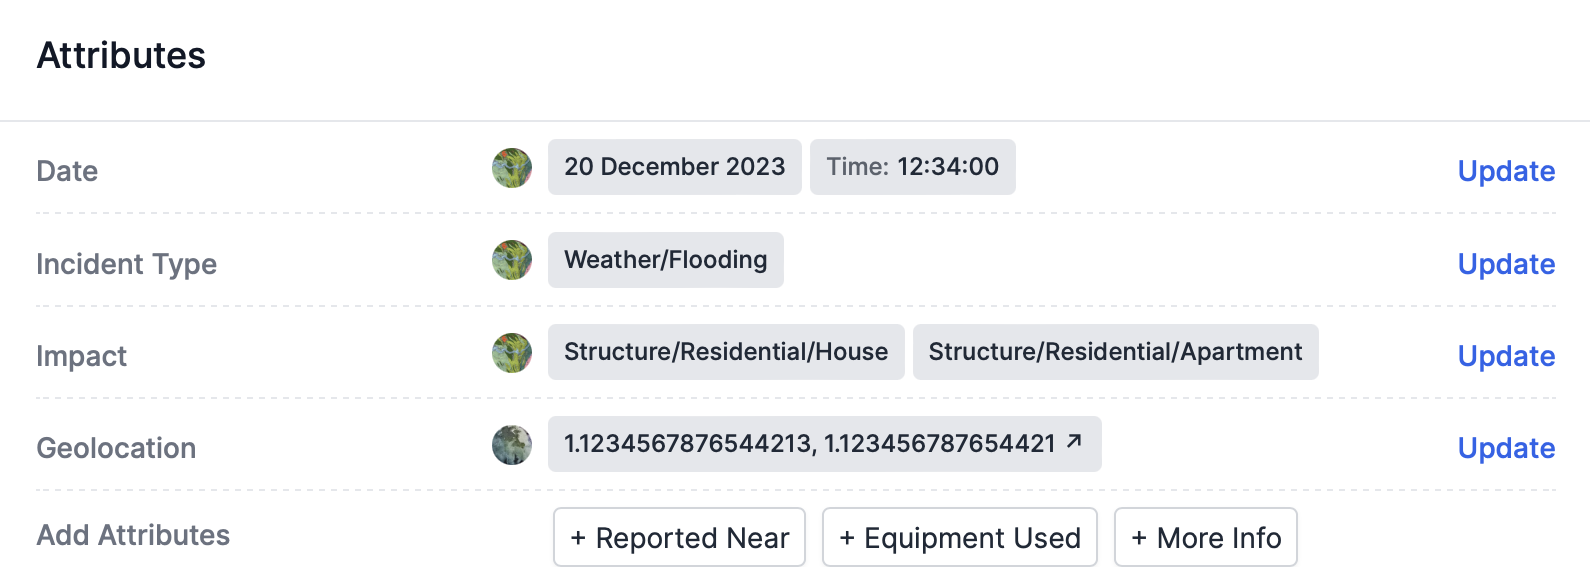 Attributes
Date 20 December 2023 Time: 12:34:00 Update
Incident Type Weather/Flooding Update
Impact Structure/Residential/House Structure/Residential/Apartment Update
Geolocation 1.1234567876544213, 1.123456787654421 ↗ Update
Add Attributes + Reported Near + Equipment Used + More Info